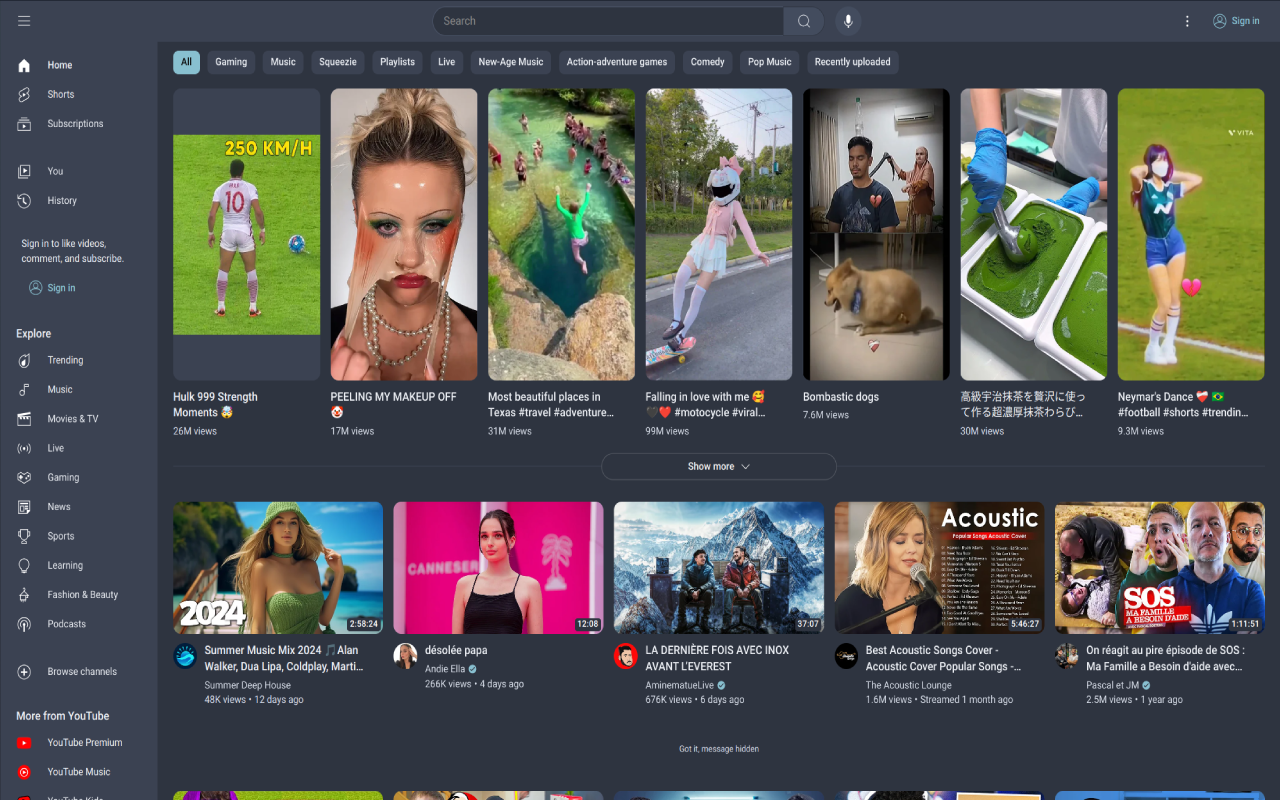 Search
Sign in
Home
Shorts
Subscriptions
You
History
Sign in to like videos,
comment, and subscribe.
Sign in
Explore
Trending
Music
Movies & TV
Live
Gaming
News
Sports
Learning
Fashion & Beauty
Podcasts
Browse channels
More from YouTube
YouTube Premium
YouTube Music
All
Gaming
Music
Squeezie
Playlists
Live
New-Age Music
Action-adventure games
Comedy
Pop Music
Recently uploaded
250 KM/H
10
VITA
Hulk 999 Strength
Moments 🤯
26M views
PEELING MY MAKEUP OFF
🤡
17M views
Most beautiful places in
Texas #travel #adventure...
31M views
Falling in love with me 🥰
🖤❤️ #motocycle #viral...
99M views
Bombastic dogs
7.6M views
高級宇治抹茶を贅沢に使っ
て作る超濃厚抹茶わらび...
30M views
Neymar's Dance ❤️‍🩹 🇧🇷
#football #shorts #trendin...
9.3M views
Show more
2024
2:58:24
CANNESER
12:08
37:07
Acoustic
Popular Songs Acoustic Cover
5:46:27
SOS
MA FAMILLE
A BESOIN D'AIDE
1:11:51
Summer Music Mix 2024 🎵Alan
Walker, Dua Lipa, Coldplay, Marti...
Summer Deep House
48K views • 12 days ago
désolée papa
Andie Ella
266K views • 4 days ago
LA DERNIÈRE FOIS AVEC INOX
AVANT L'EVEREST
AminematueLive
676K views • 6 days ago
Best Acoustic Songs Cover -
Acoustic Cover Popular Songs -...
The Acoustic Lounge
1.6M views • Streamed 1 month ago
On réagit au pire épisode de SOS :
Ma Famille a Besoin d'aide avec...
Pascal et JM
2.5M views • 1 year ago
Got it, message hidden